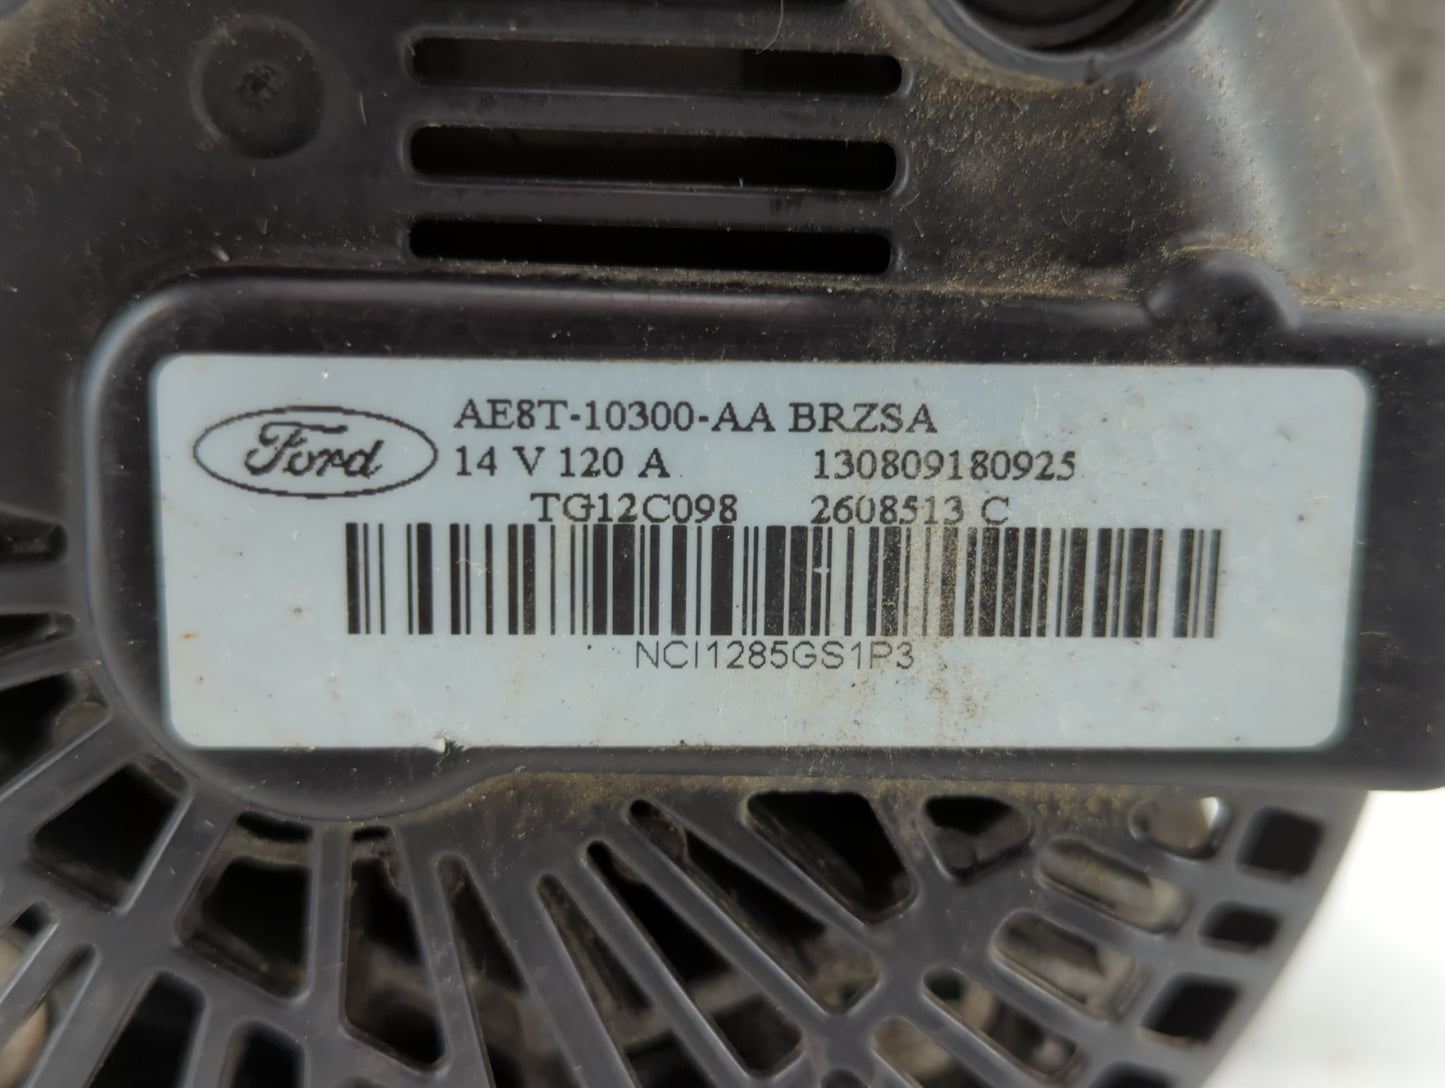 Ford
AE8T-10300-AA BRZSA
14 V 120 A 130809180925
TG12C098 2608513 C
NCI1285GS1P3